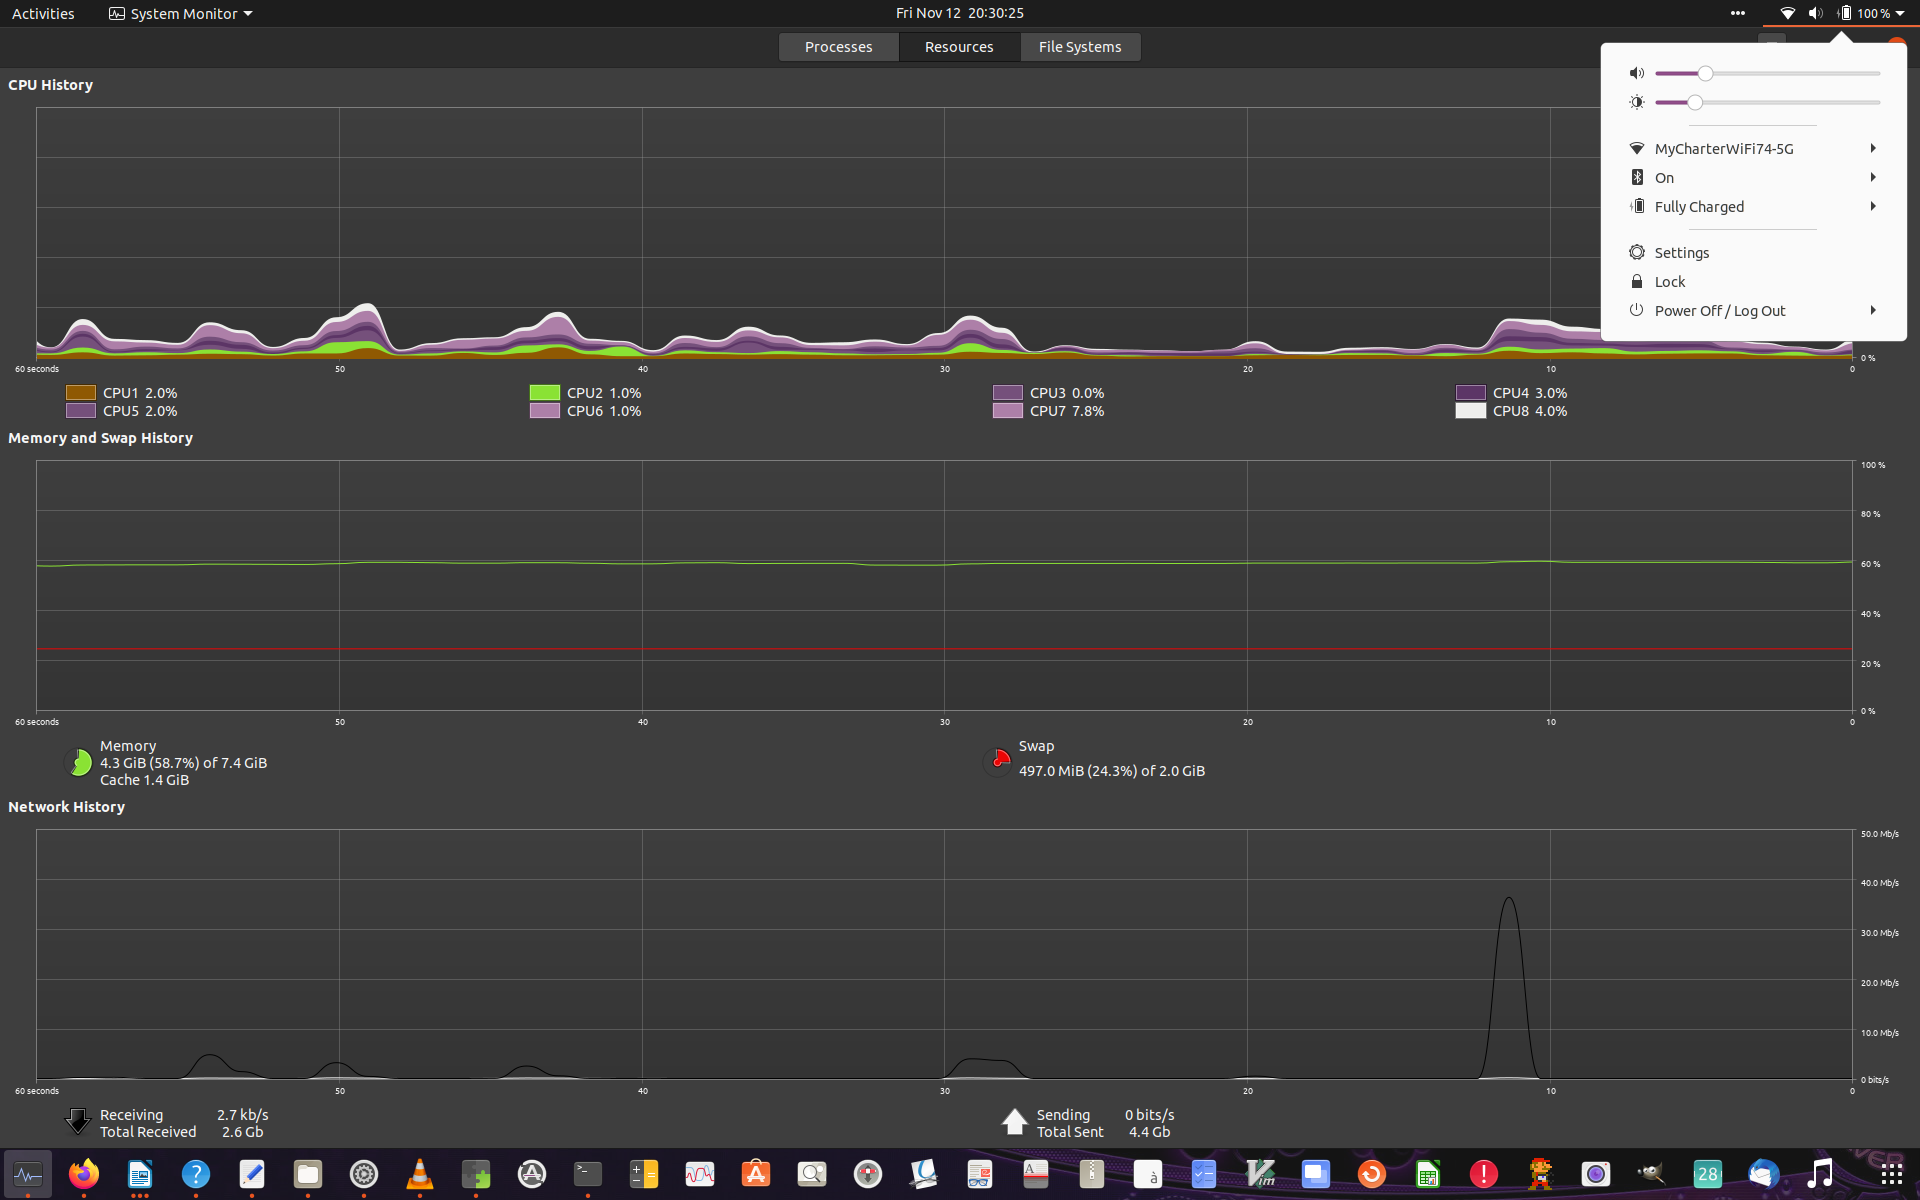 Activities
System Monitor
Fri Nov 12 20:30:25
100 %
Processes
Resources
File Systems
CPU History
MyCharterWiFi74-5G
On
Fully Charged
Settings
Lock
Power Off / Log Out
0 %
60 seconds 50 40 30 20 10 0
CPU1 2.0% CPU2 1.0% CPU3 0.0% CPU4 3.0%
CPU5 2.0% CPU6 1.0% CPU7 7.8% CPU8 4.0%
Memory and Swap History
100 %
80 %
60 %
40 %
20 %
0 %
60 seconds 50 40 30 20 10 0
Memory
4.3 GiB (58.7%) of 7.4 GiB
Cache 1.4 GiB
Swap
497.0 MiB (24.3%) of 2.0 GiB
Network History
50.0 Mb/s
40.0 Mb/s
30.0 Mb/s
20.0 Mb/s
10.0 Mb/s
0 bits/s
60 seconds 50 40 30 20 10 0
Receiving 2.7 kb/s
Total Received 2.6 Gb
Sending 0 bits/s
Total Sent 4.4 Gb
?
>_
A
à
Vim
!
28